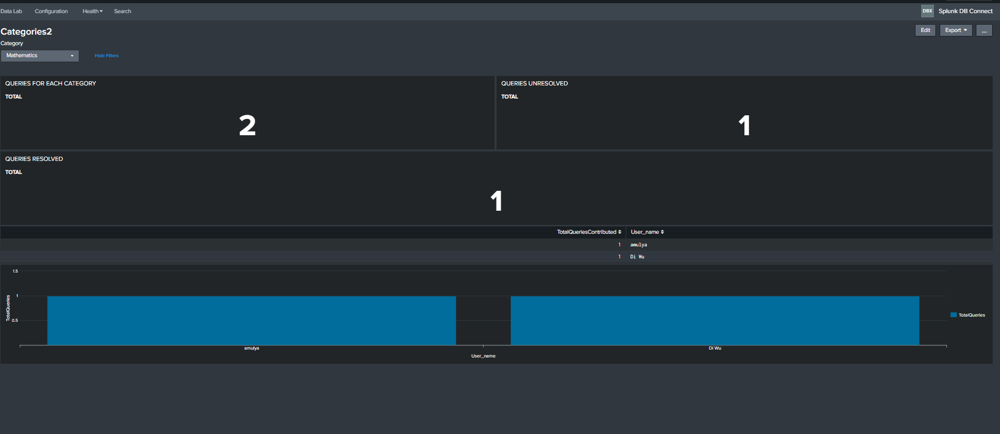 Data Lab Configuration Health Search DBX Splunk DB Connect
Categories2 Edit Export ...
Category
Mathematics Hide Filters
QUERIES FOR EACH CATEGORY
TOTAL
2
QUERIES UNRESOLVED
TOTAL
1
QUERIES RESOLVED
TOTAL
1
TotalQueriesContributed User_name
1 amulya
1 Di Wu
1.5
1
0.5
TotalQueries
amulya Di Wu
User_name
TotalQueries